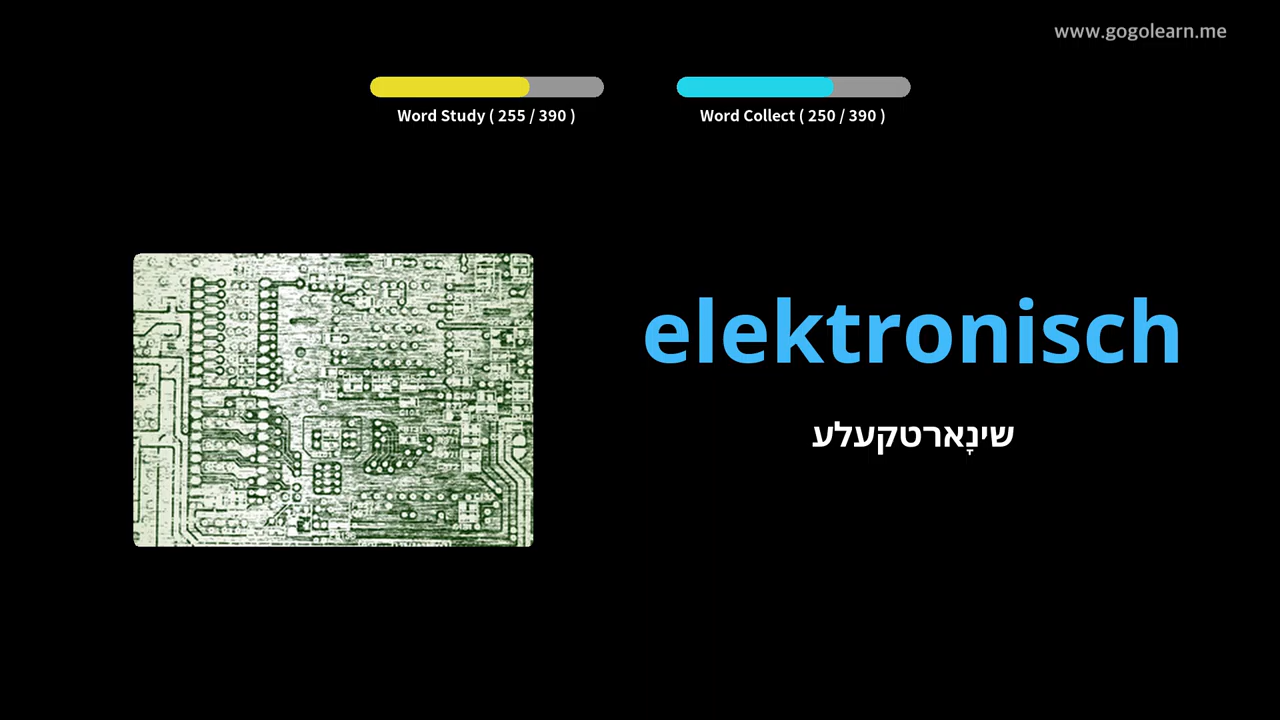 www.gogolearn.me
Word Study ( 255 / 390 )
Word Collect ( 250 / 390 )
elektronisch
שינָארטקעלע